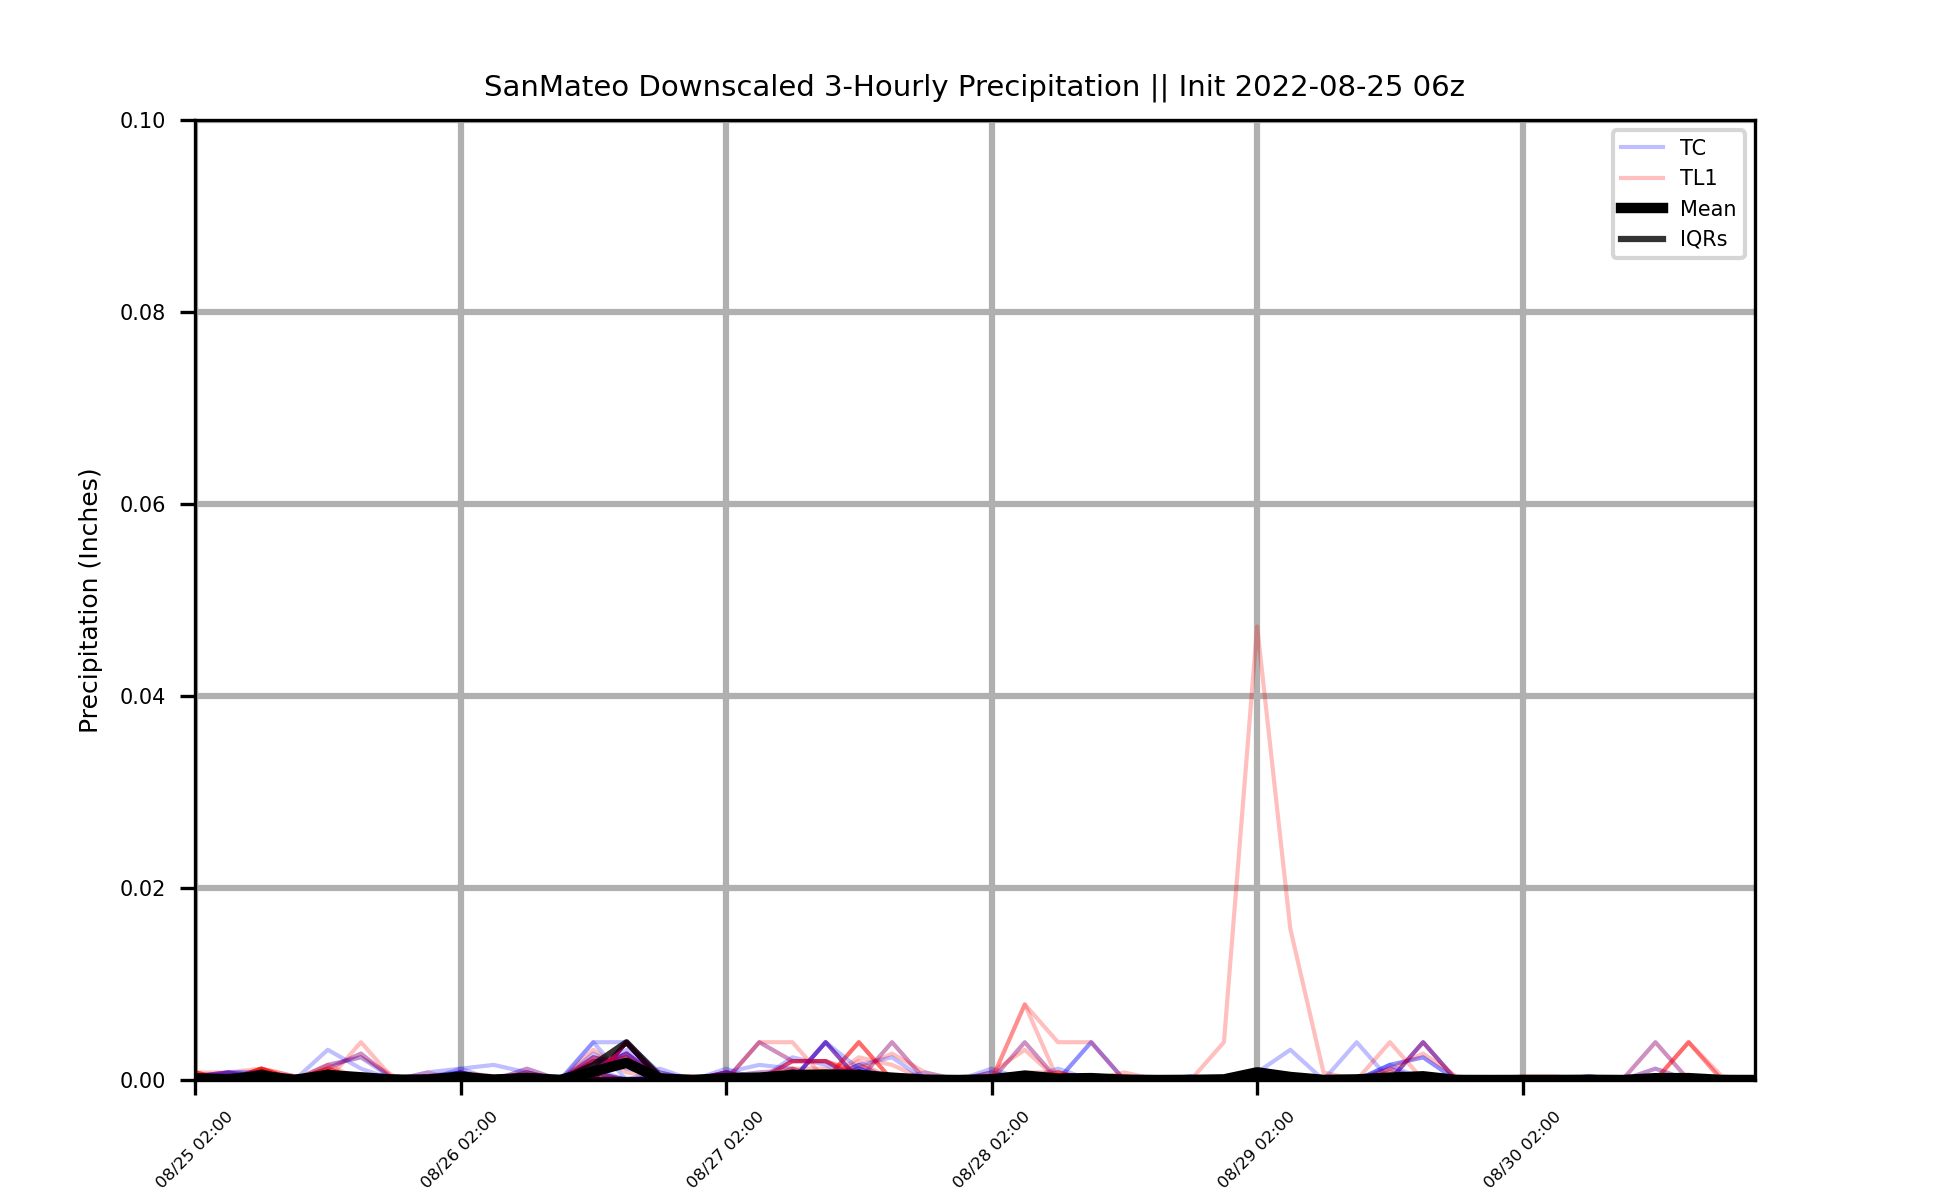 SanMateo Downscaled 3-Hourly Precipitation || Init 2022-08-25 06z
TC
TL1
Mean
IQRs
Precipitation (Inches)
0.10
0.08
0.06
0.04
0.02
0.00
08/25 02:00
08/26 02:00
08/27 02:00
08/28 02:00
08/29 02:00
08/30 02:00